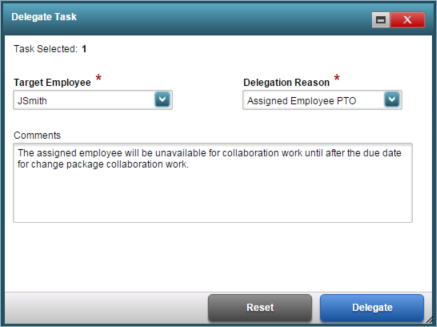 Delegate Task
X
Task Selected: 1
Target Employee *
Delegation Reason *
JSmith
Assigned Employee PTO
Comments
The assigned employee will be unavailable for collaboration work until after the due date
for change package collaboration work.
Reset
Delegate